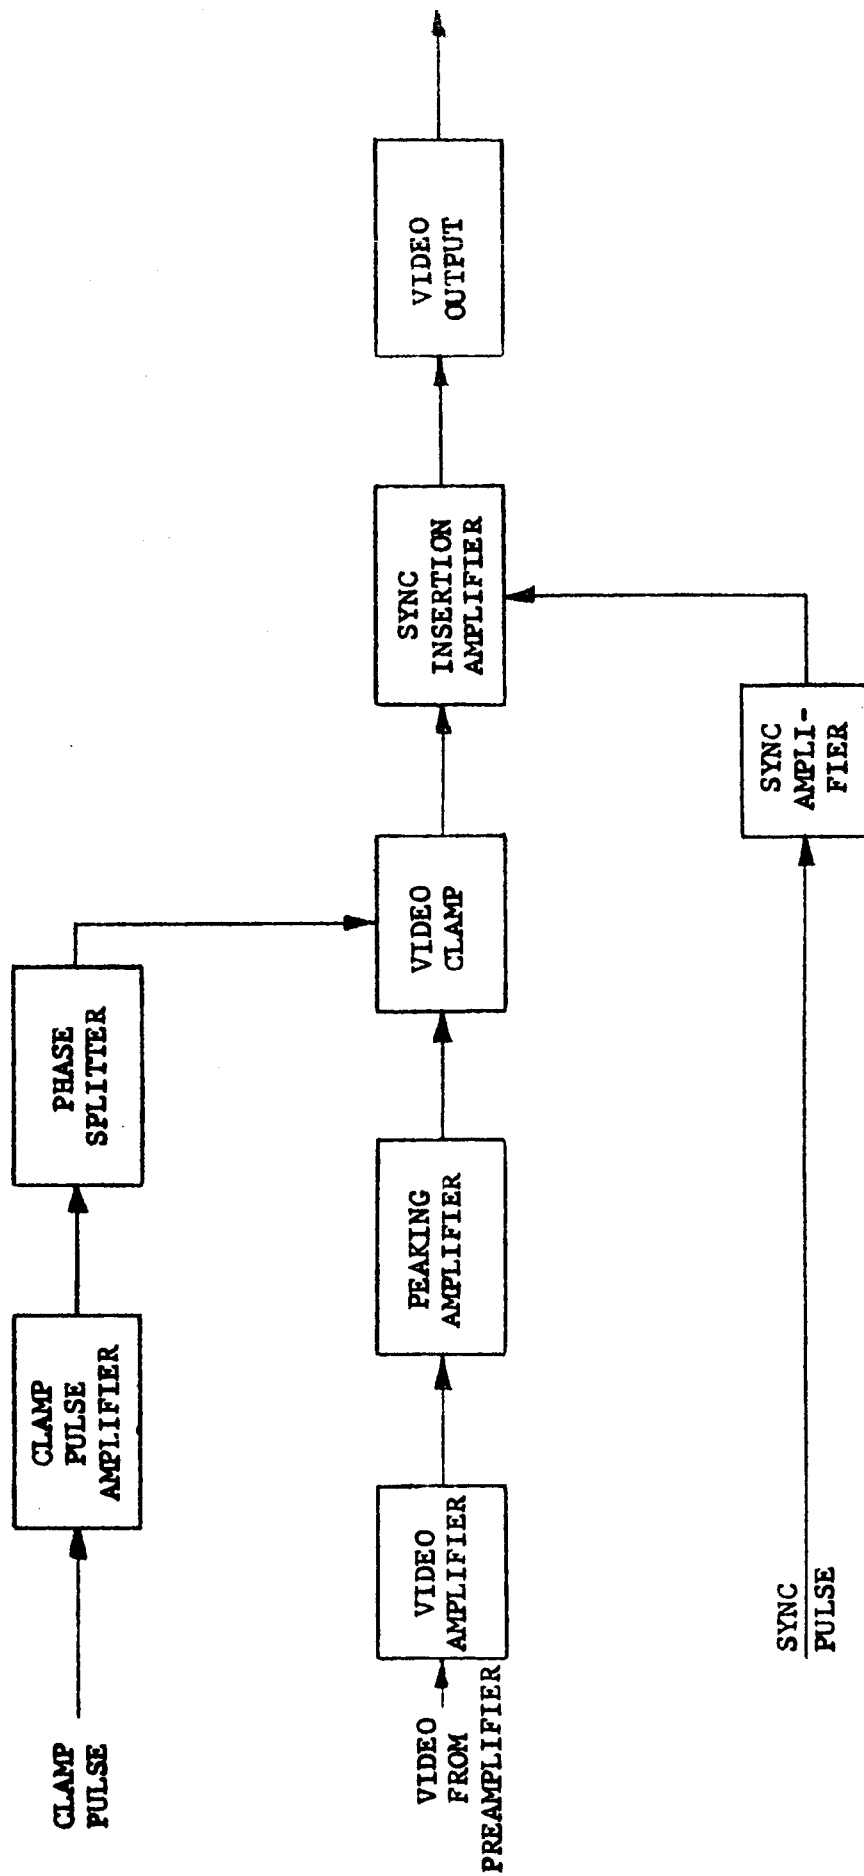 CLAMP
PULSE
CLAMP
PULSE
AMPLIFIER
PHASE
SPLITTER
VIDEO
FROM
PREAMPLIFIER
VIDEO
AMPLIFIER
PEAKING
AMPLIFIER
VIDEO
CLAMP
SYNC
INSERTION
AMPLIFIER
VIDEO
OUTPUT
SYNC
PULSE
SYNC
AMPLI-
FIER